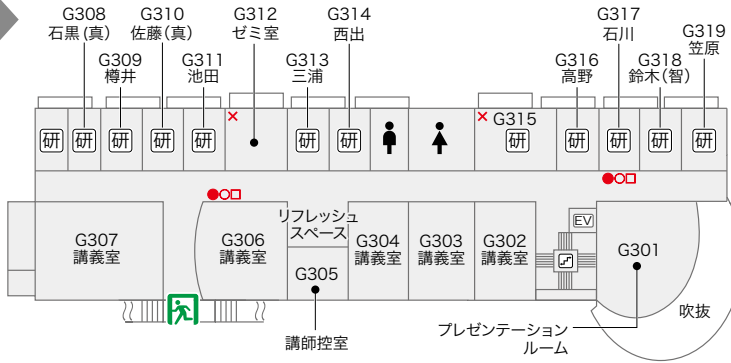 G308
石黒(真)
G310
佐藤(真)
G312
ゼミ室
G314
西出
G317
石川
G319
笠原
G309
樽井
G311
池田
G313
三浦
G316
高野
G318
鈴木(智)
G315
研 研 研 研 研 研 研 研 研 研 研 研
リフレッシュ
スペース
G307
講義室
G306
講義室
G305
G304
講義室
G303
講義室
G302
講義室
EV
G301
吹抜
講師控室
プレゼンテーション
ルーム